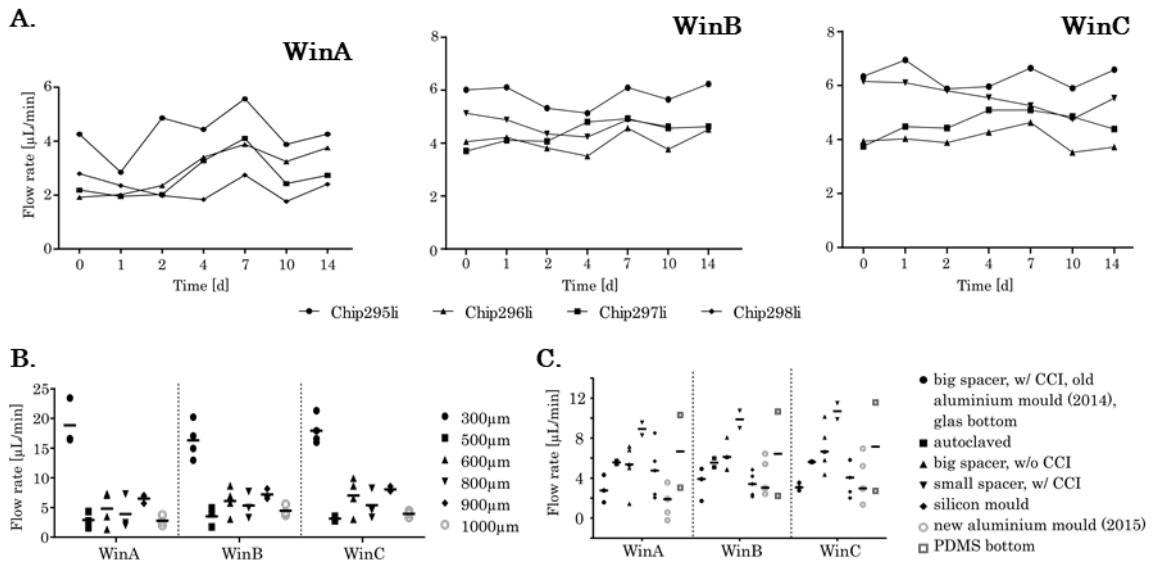 A.
WinA
WinB
WinC
Flow rate [µL/min]
6
4
2
0
0 1 2 4 7 10 14
Time [d]
8
6
4
2
0
0 1 2 4 7 10 14
Time [d]
8
6
4
2
0
0 1 2 4 7 10 14
Time [d]
Chip295li Chip296li Chip297li Chip298li
B.
Flow rate [µL/min]
25
20
15
10
5
0
WinA WinB WinC
300µm
500µm
600µm
800µm
900µm
1000µm
C.
Flow rate [µL/min]
12
8
4
0
WinA WinB WinC
big spacer, w/ CCI, old
aluminium mould (2014),
glas bottom
autoclaved
big spacer, w/o CCI
small spacer, w/ CCI
silicon mould
new aluminium mould (2015)
PDMS bottom